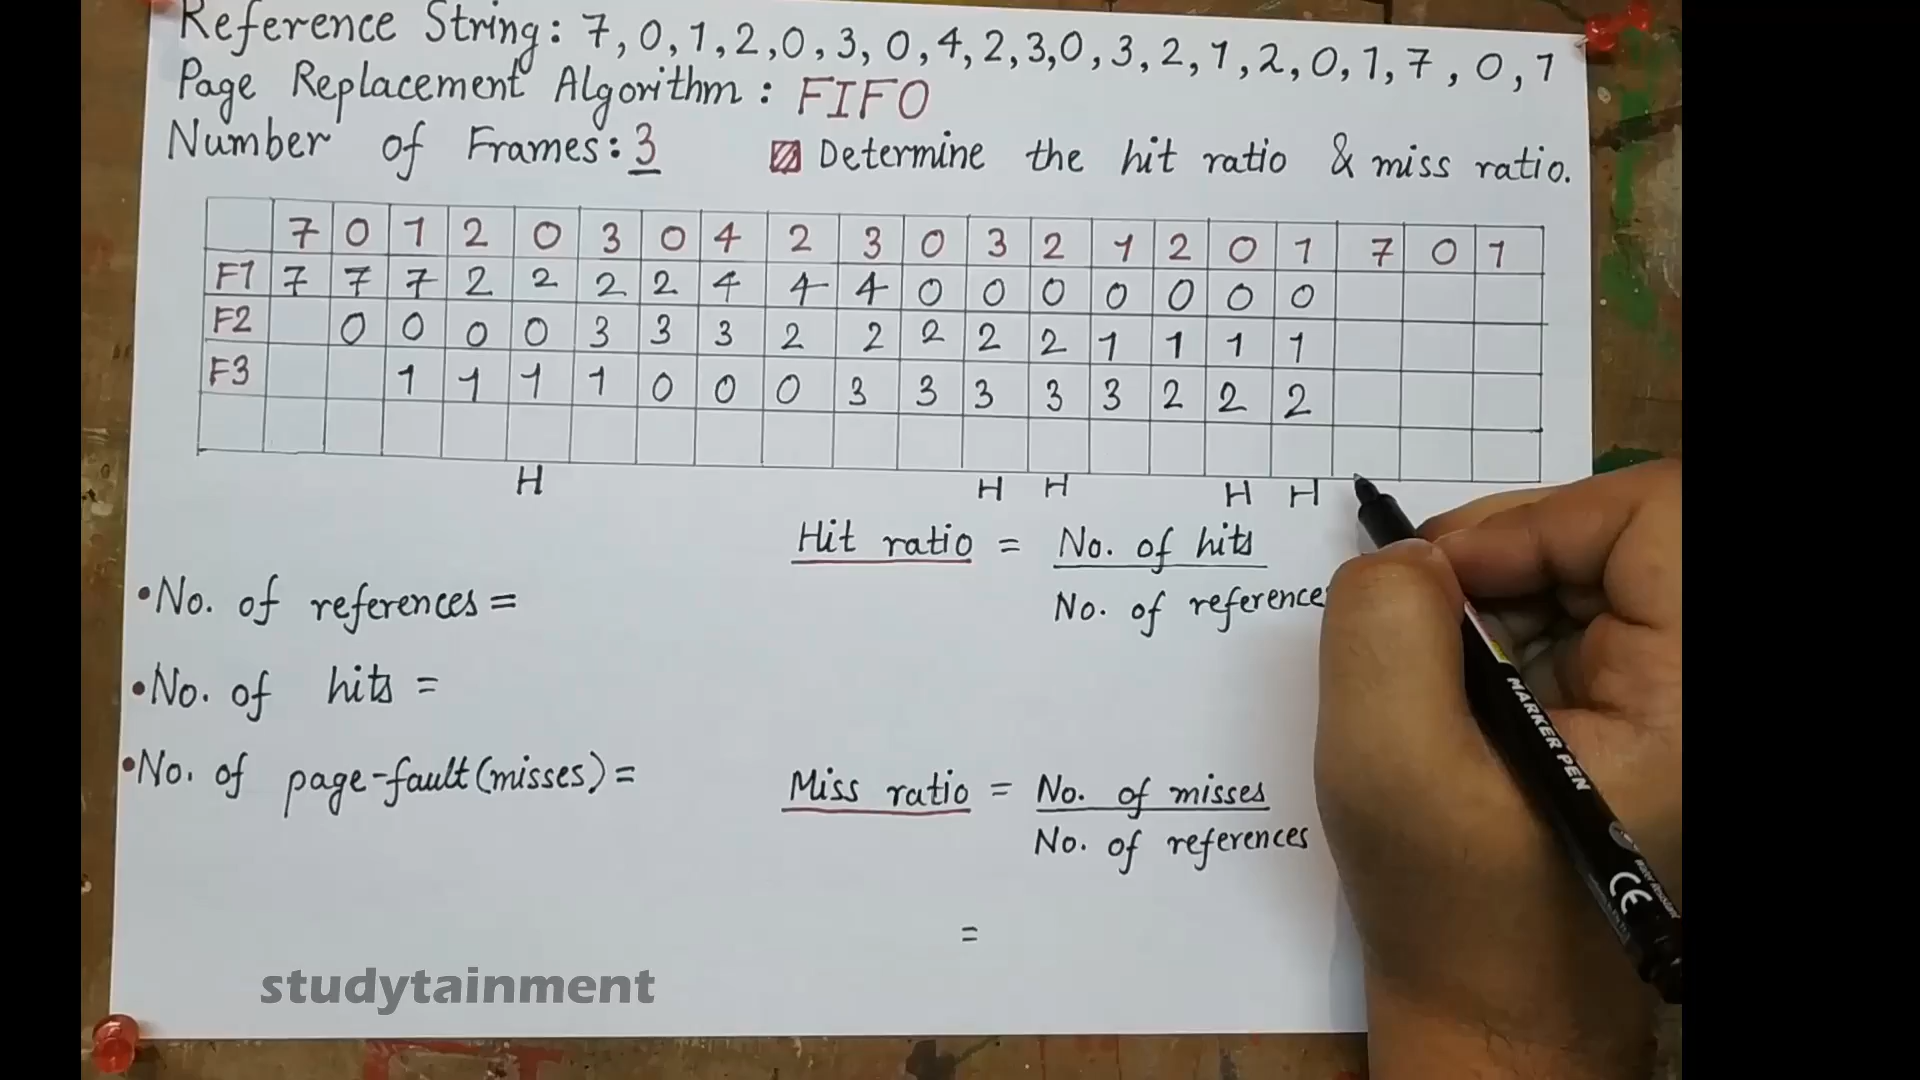 Reference String: 7, 0, 1, 2, 0, 3, 0, 4, 2, 3, 0, 3, 2, 1, 2, 0, 1, 7, 0, 1
Page Replacement Algorithm: FIFO
Number of Frames: 3
Determine the hit ratio & miss ratio.
7 0 1 2 0 3 0 4 2 3 0 3 2 1 2 0 1 7 0 1
F1 7 7 7 2 2 2 2 4 4 4 0 0 0 0 0 0 0
F2 0 0 0 0 3 3 3 2 2 2 2 2 1 1 1 1
F3 1 1 1 1 0 0 0 3 3 3 3 3 2 2 2
H H H H H
Hit ratio = No. of hits
No. of reference
•No. of references =
•No. of hits =
•No. of page-fault(misses) =
Miss ratio = No. of misses
No. of references
=
studytainment
MARKER PEN
CE